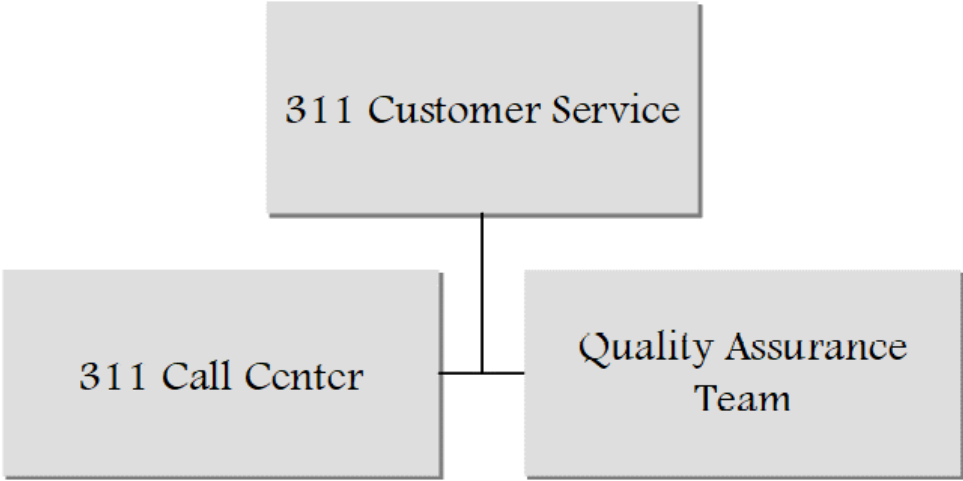 311 Customer Service
311 Call Center
Quality Assurance
Team